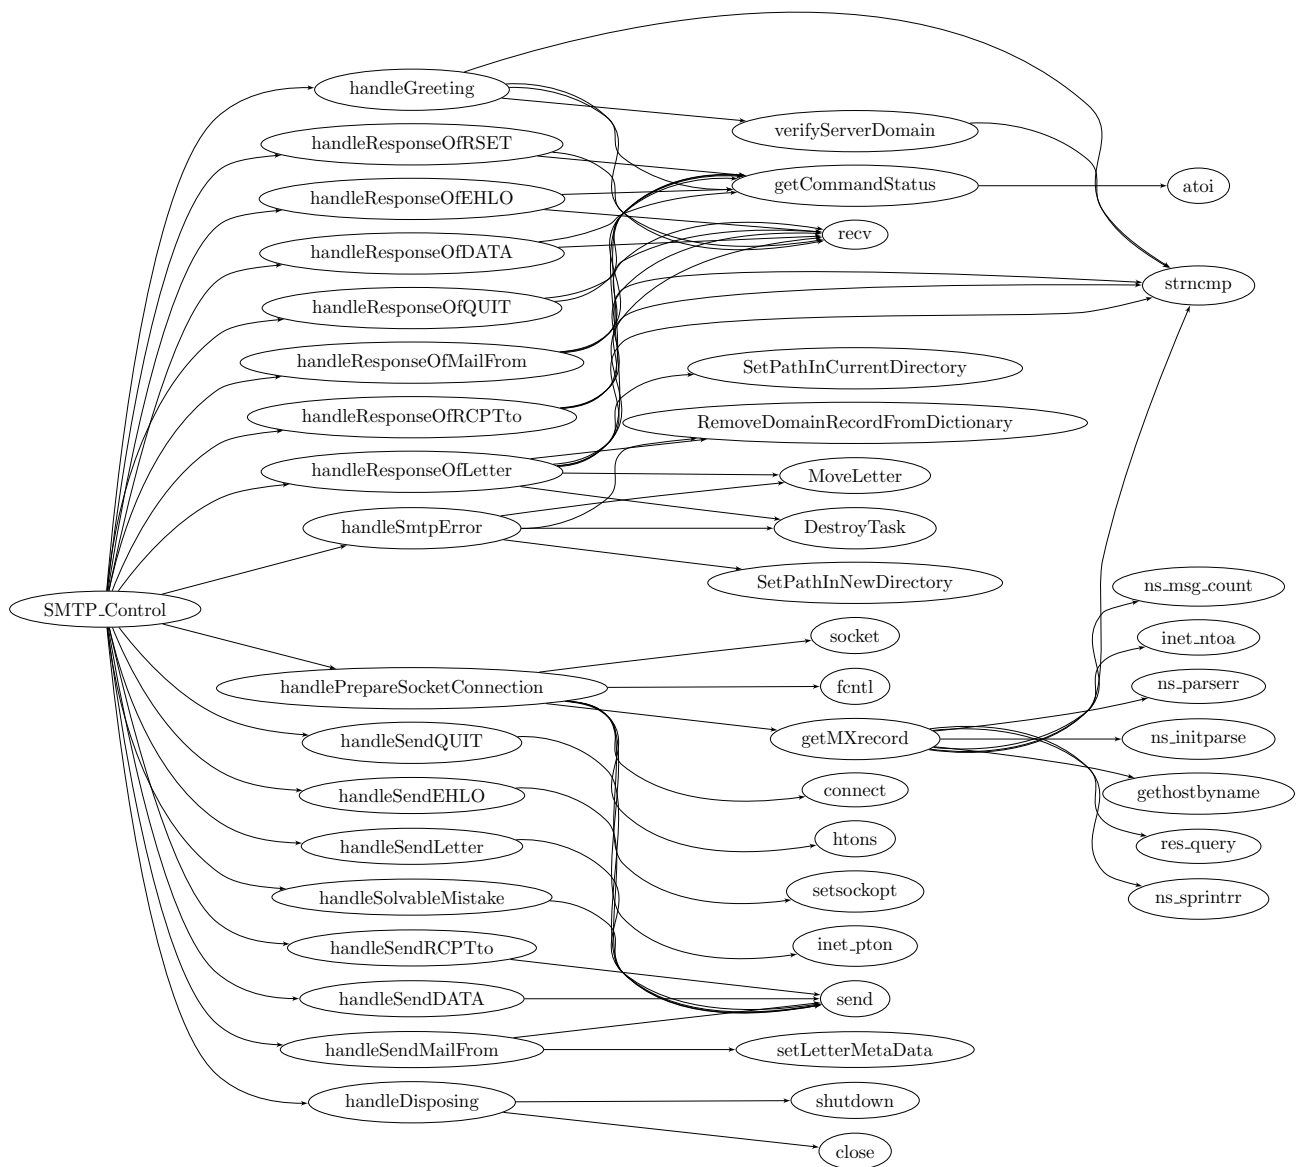 SMTP_Control
handleGreeting
handleResponseOfRSET
handleResponseOfEHLO
handleResponseOfDATA
handleResponseOfQUIT
handleResponseOfMailFrom
handleResponseOfRCPTto
handleResponseOfLetter
handleSmtpError
handlePrepareSocketConnection
handleSendQUIT
handleSendEHLO
handleSendLetter
handleSolvableMistake
handleSendRCPTto
handleSendDATA
handleSendMailFrom
handleDisposing
verifyServerDomain
getCommandStatus
recv
SetPathInCurrentDirectory
RemoveDomainRecordFromDictionary
MoveLetter
DestroyTask
SetPathInNewDirectory
socket
fcntl
getMXrecord
connect
htons
setsockopt
inet_pton
send
setLetterMetaData
shutdown
close
atoi
strncmp
ns_msg_count
inet_ntoa
ns_parserr
ns_initparse
gethostbyname
res_query
ns_sprintrr